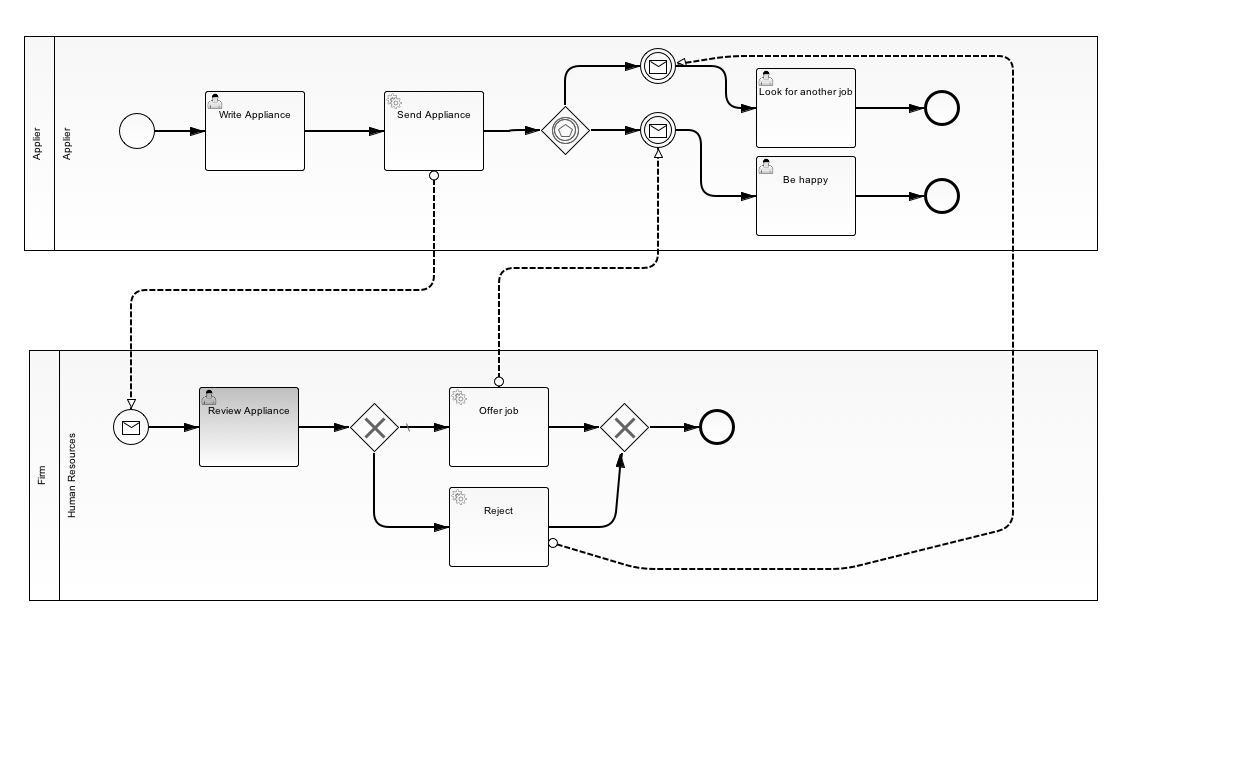 Applier
Applier
Write Appliance
Send Appliance
Look for another job
Be happy
Firm
Human Resources
Review Appliance
Offer job
Reject